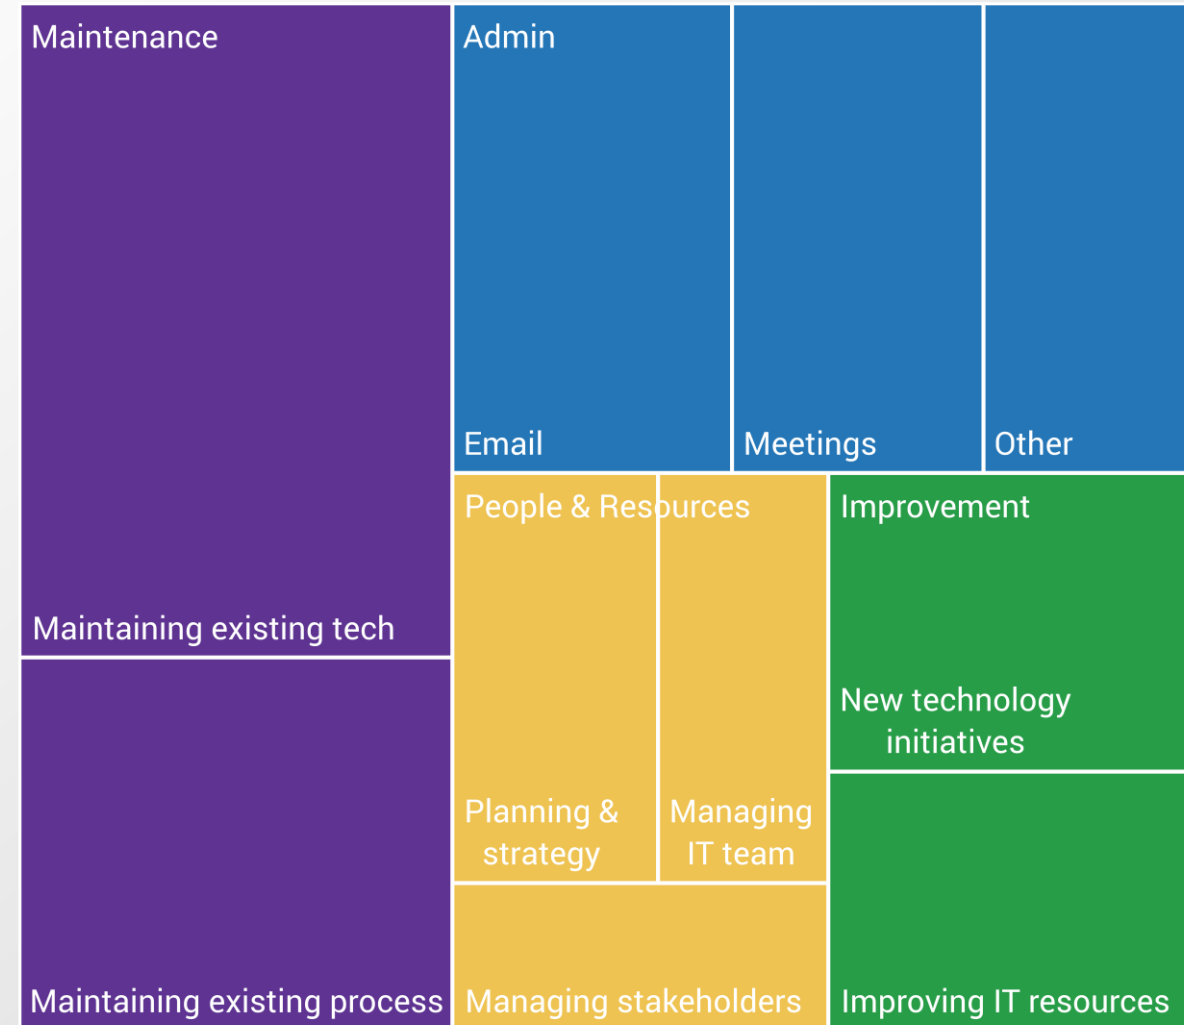 Maintenance
Maintaining existing tech
Maintaining existing process
Admin
Email
Meetings
Other
People & Resources
Planning &
strategy
Managing
IT team
Managing stakeholders
Improvement
New technology
initiatives
Improving IT resources